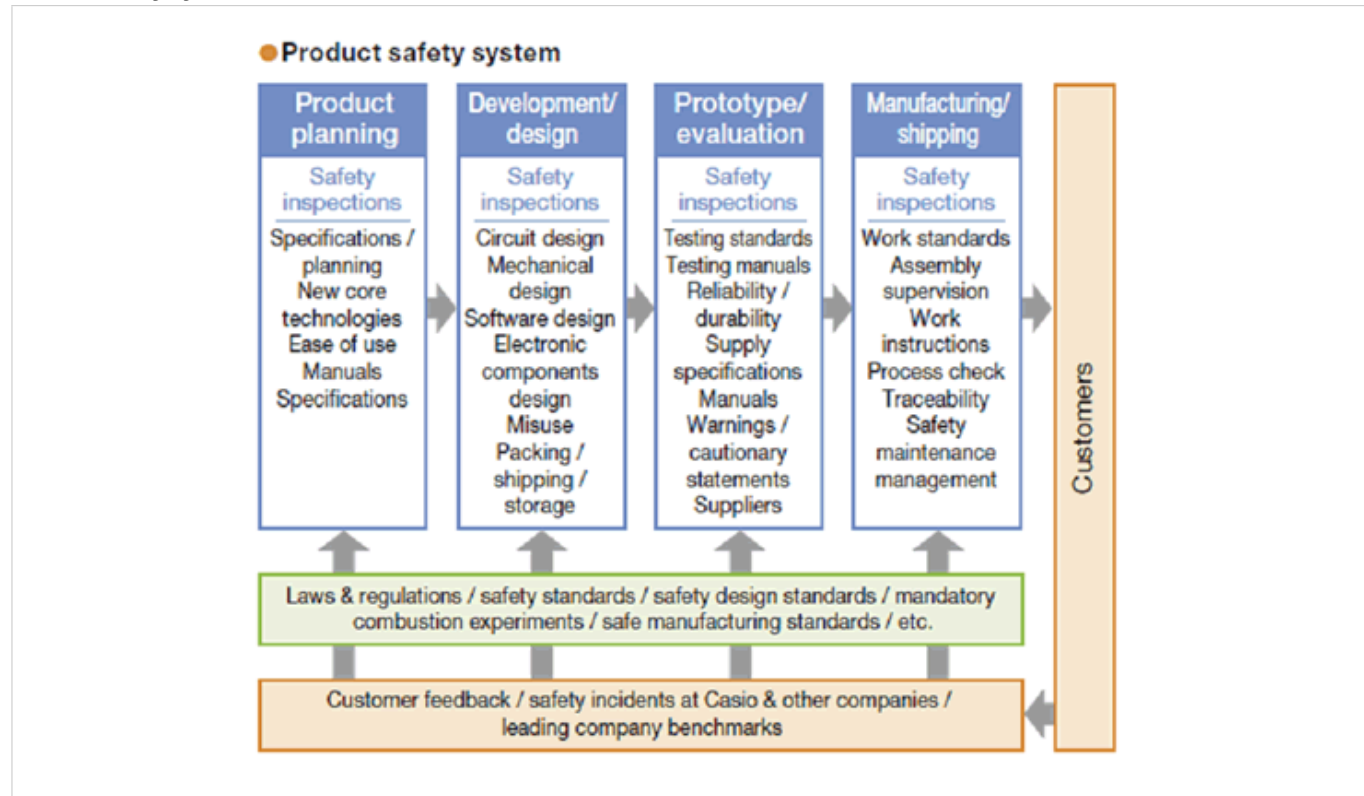 Product safety system
Product
planning
Safety
inspections
Specifications /
planning
New core
technologies
Ease of use
Manuals
Specifications
Development/
design
Safety
inspections
Circuit design
Mechanical
design
Software design
Electronic
components
design
Misuse
Packing /
shipping /
storage
Prototype/
evaluation
Safety
inspections
Testing standards
Testing manuals
Reliability /
durability
Supply
specifications
Manuals
Warnings /
cautionary
statements
Suppliers
Manufacturing/
shipping
Safety
inspections
Work standards
Assembly
supervision
Work
instructions
Process check
Traceability
Safety
maintenance
management
Customers
Laws & regulations / safety standards / safety design standards / mandatory
combustion experiments / safe manufacturing standards / etc.
Customer feedback / safety incidents at Casio & other companies /
leading company benchmarks